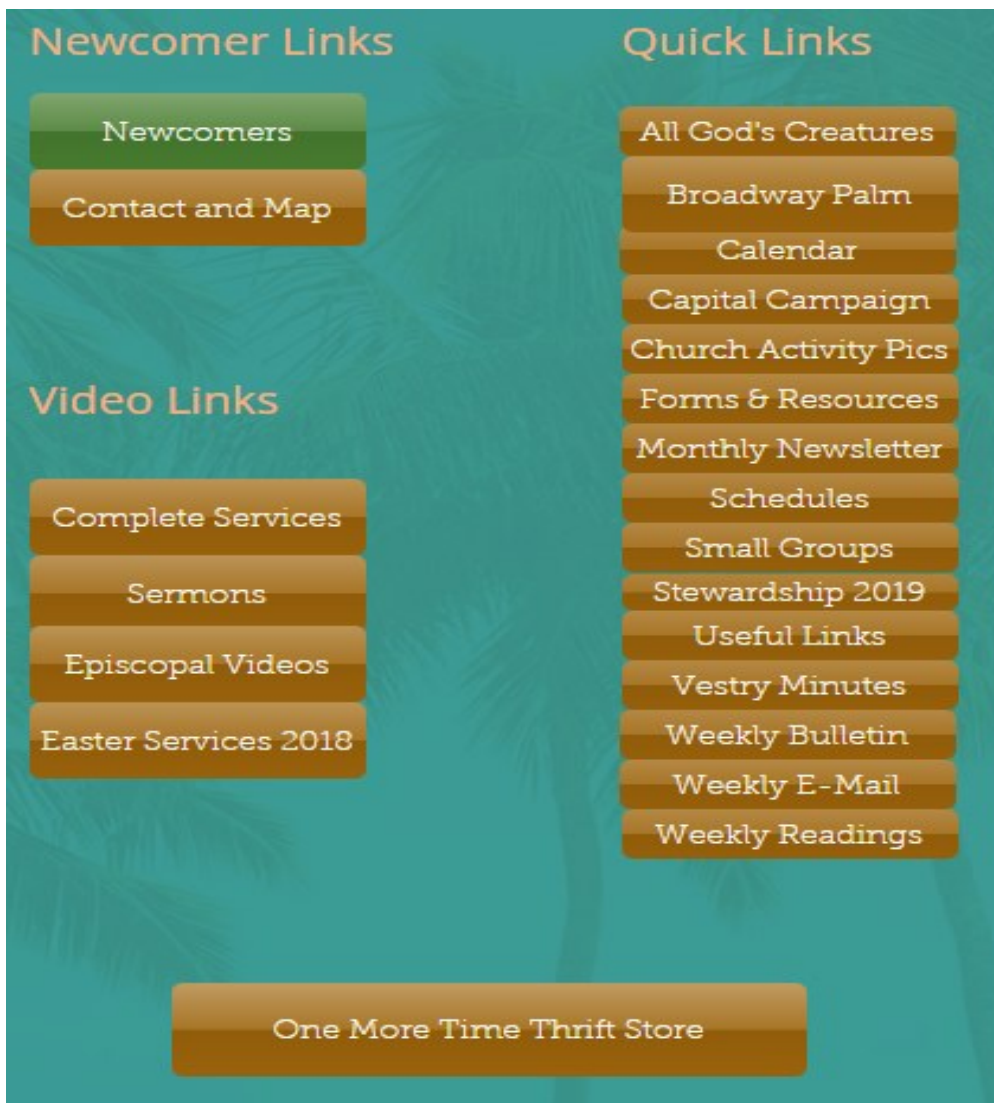 Newcomer Links
Newcomers
Contact and Map
Video Links
Complete Services
Sermons
Episcopal Videos
Easter Services 2018
Quick Links
All God's Creatures
Broadway Palm
Calendar
Capital Campaign
Church Activity Pics
Forms & Resources
Monthly Newsletter
Schedules
Small Groups
Stewardship 2019
Useful Links
Vestry Minutes
Weekly Bulletin
Weekly E-Mail
Weekly Readings
One More Time Thrift Store